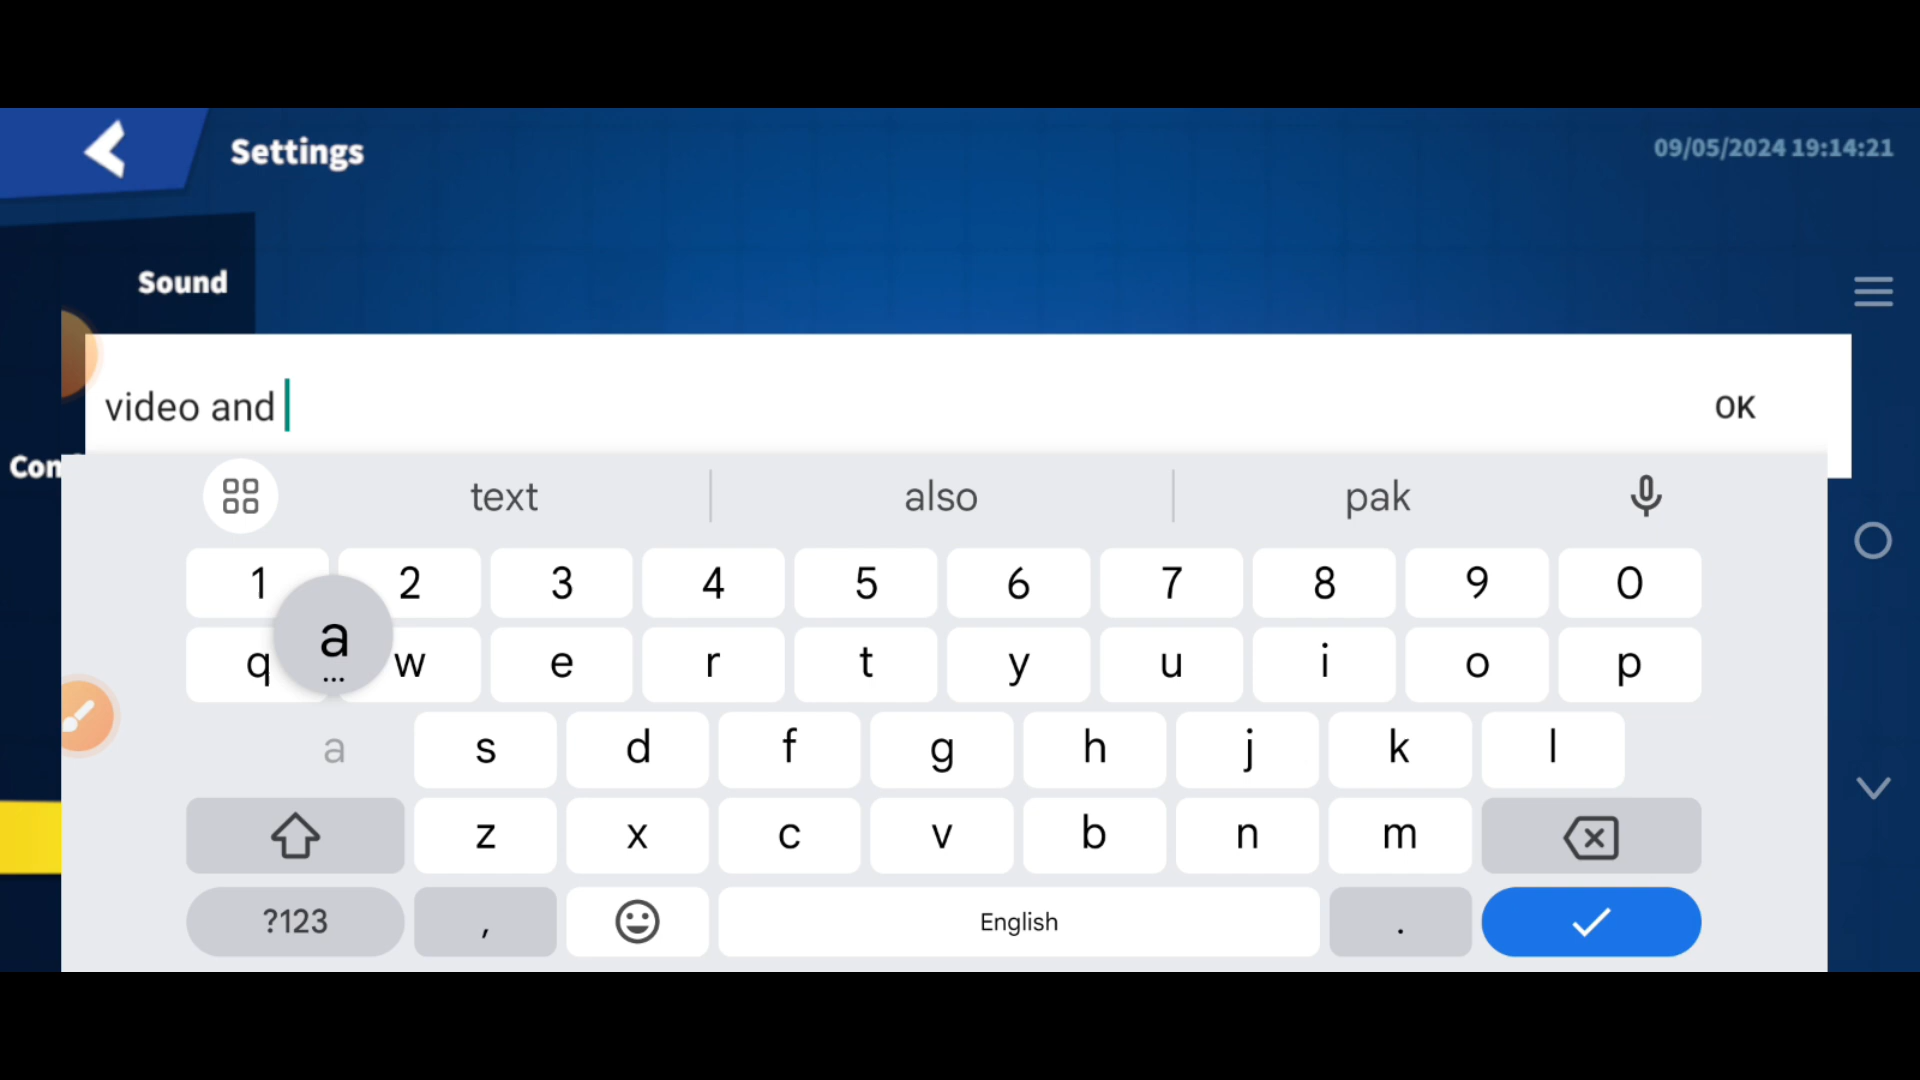 Settings
09/05/2024 19:14:21
Sound
video and
OK
Con
text also pak
1 2 3 4 5 6 7 8 9 0
a
...
q w e r t y u i o p
a s d f g h j k l
z x c v b n m
?123 , English .